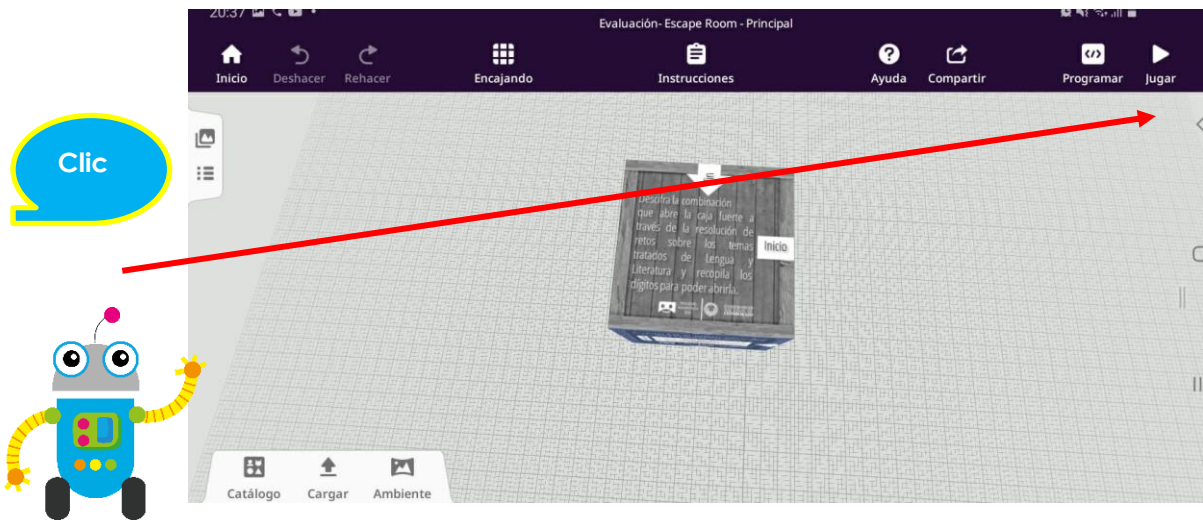 20:37
Evaluación- Escape Room - Principal
Inicio
Deshacer
Rehacer
Encajando
Instrucciones
Ayuda
Compartir
Programar
Jugar
Clic
Descifra la combinación
que abre la caja fuerte a
través de la resolución de
retos sobre los temas
tratados de Lengua y
Literatura y recopila los
dígitos para poder abrirla.
Inicio
Catálogo
Cargar
Ambiente